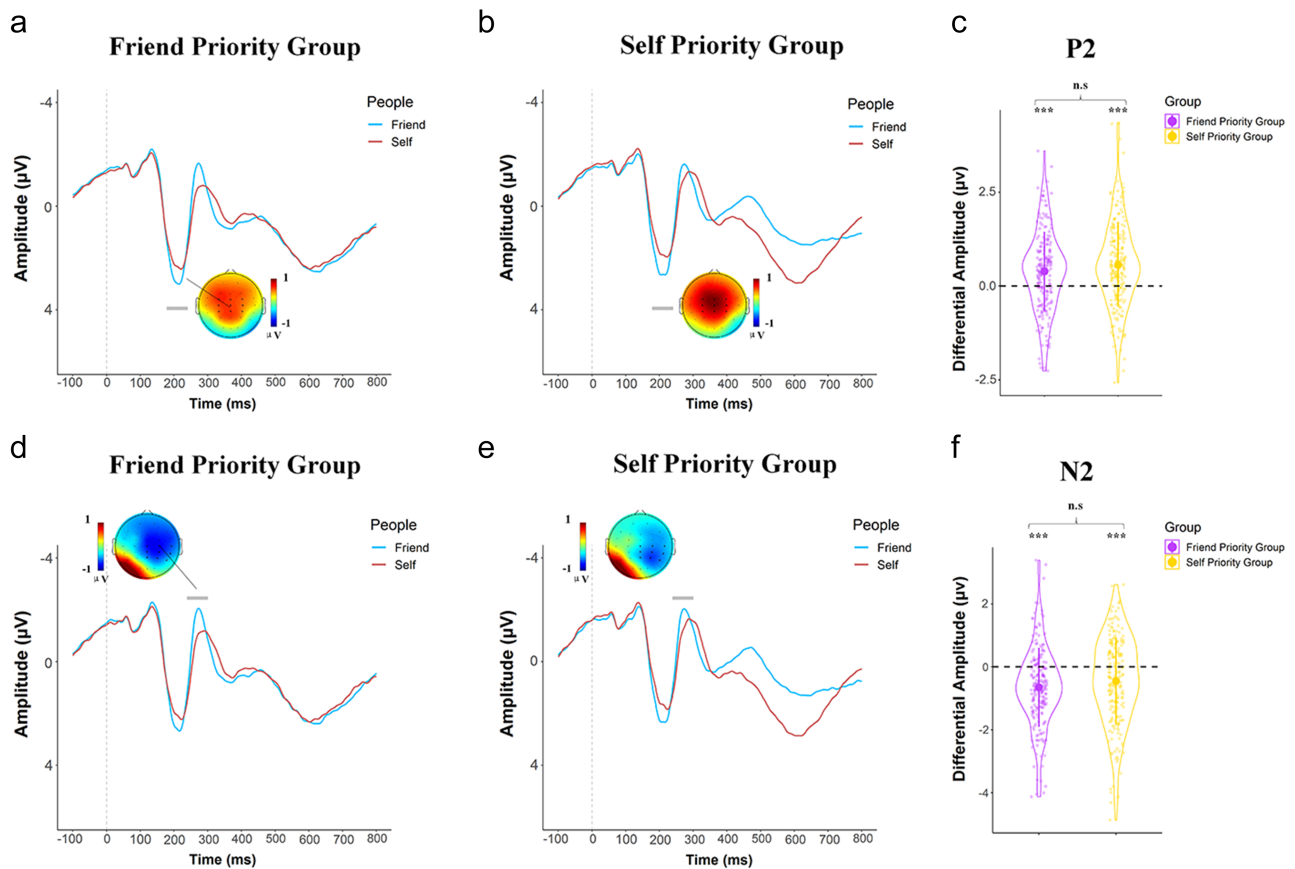 a
Friend Priority Group
People
Friend
Self
Amplitude (μV)
-4
0
4
1
-1
μV
-100 0 100 200 300 400 500 600 700 800
Time (ms)
b
Self Priority Group
People
Friend
Self
Amplitude (μV)
-4
0
4
1
-1
μV
-100 0 100 200 300 400 500 600 700 800
Time (ms)
c
P2
n.s
*** ***
Group
Friend Priority Group
Self Priority Group
Differential Amplitude (μv)
2.5
0.0
-2.5
d
Friend Priority Group
People
Friend
Self
1
-1
μV
Amplitude (μV)
-4
0
4
-100 0 100 200 300 400 500 600 700 800
Time (ms)
e
Self Priority Group
People
Friend
Self
1
-1
μV
Amplitude (μV)
-4
0
4
-100 0 100 200 300 400 500 600 700 800
Time (ms)
f
N2
n.s
*** ***
Group
Friend Priority Group
Self Priority Group
Differential Amplitude (μv)
2
0
-2
-4